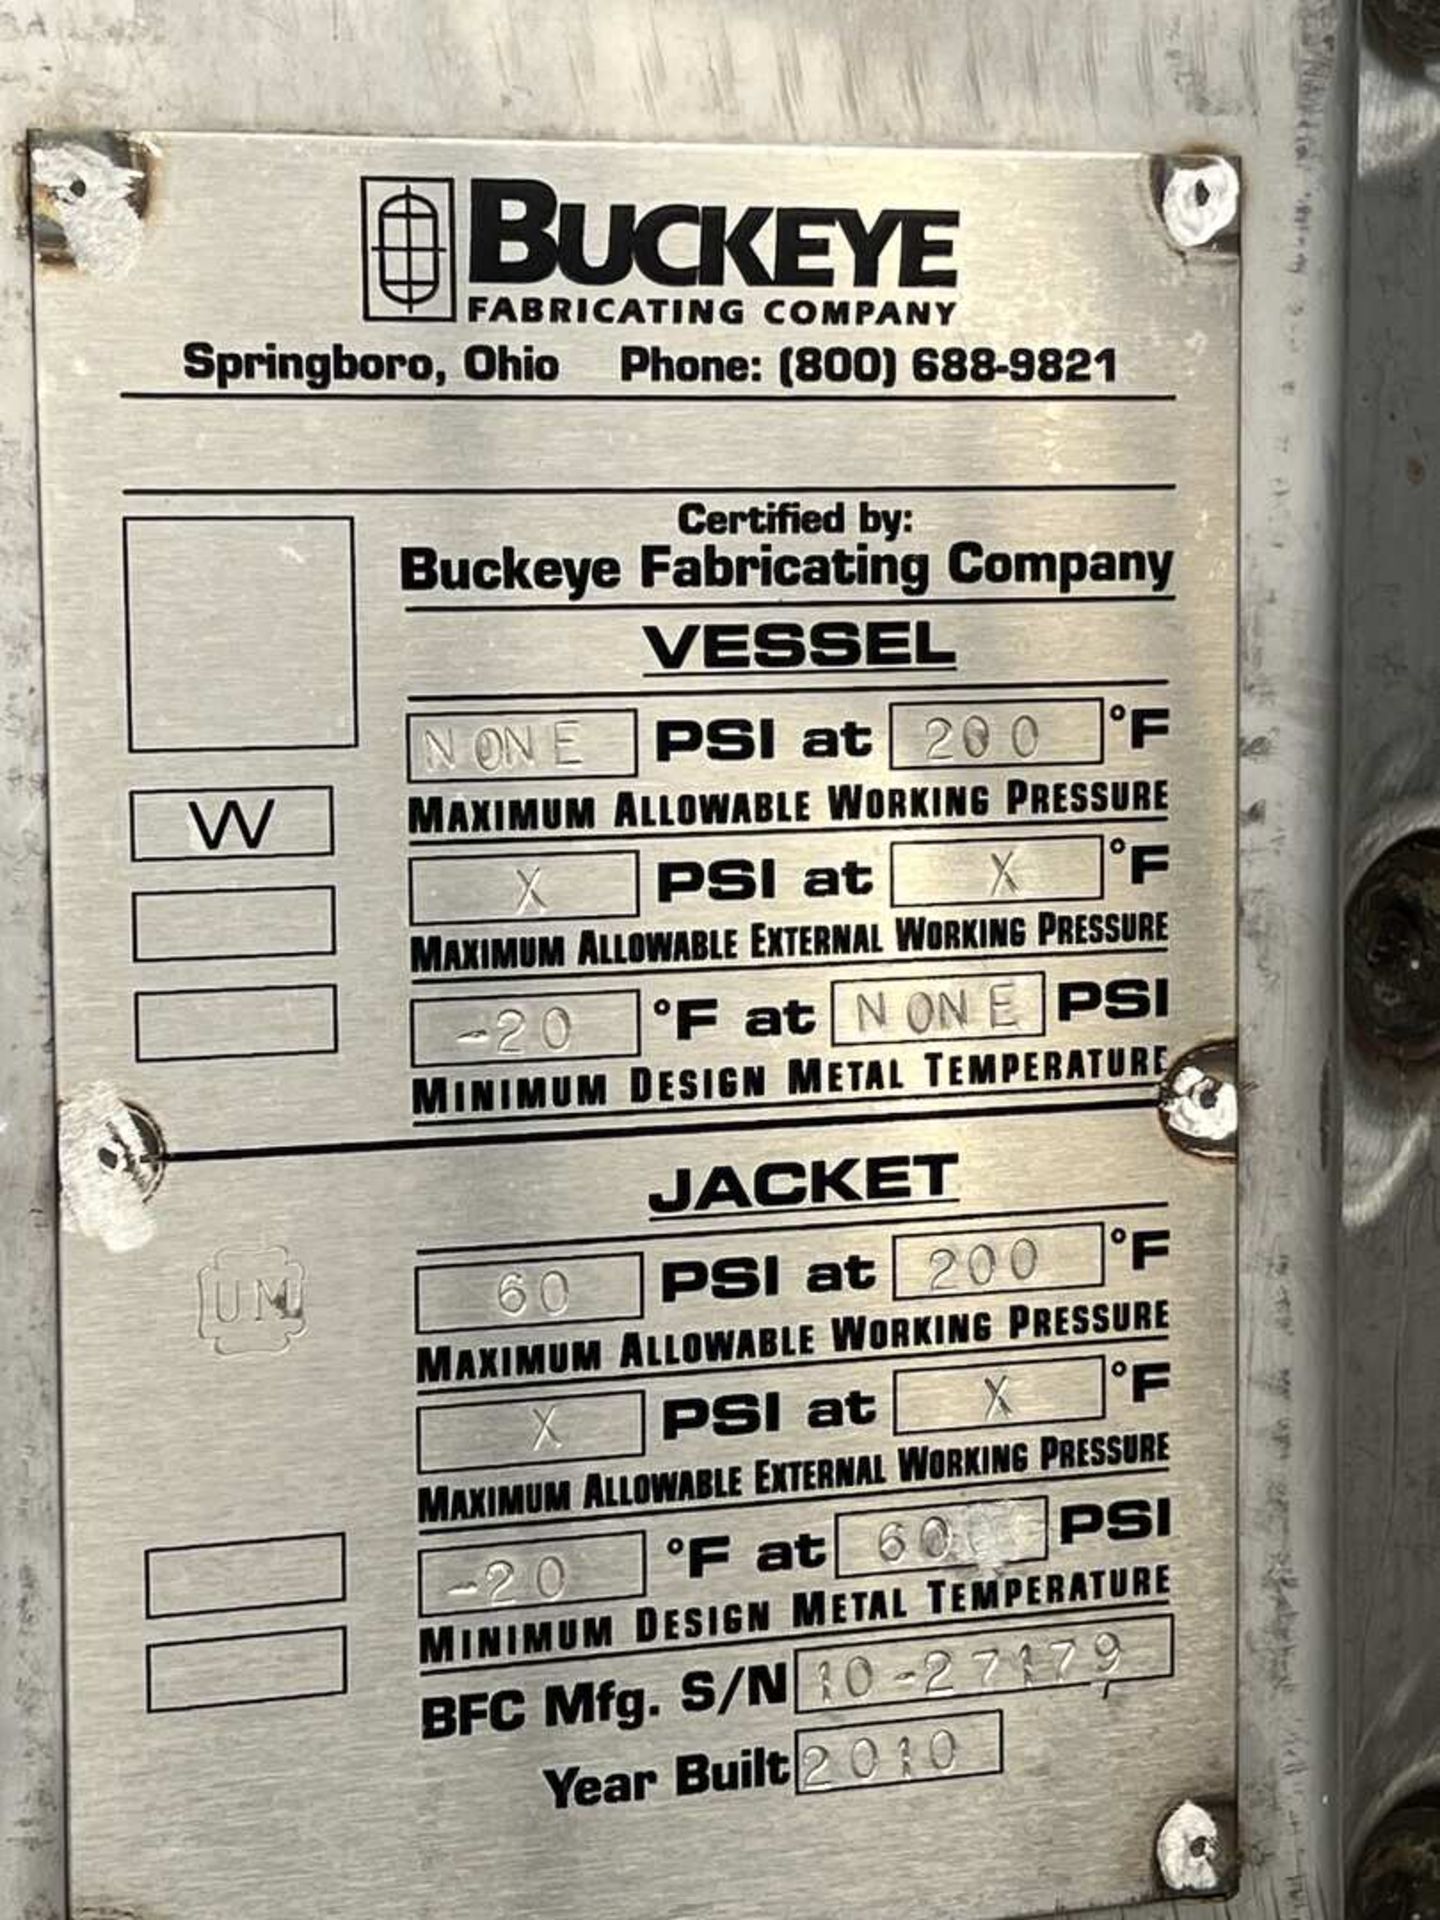 BUCKEYE
FABRICATING COMPANY
Springboro, Ohio Phone: (800) 688-9821
Certified by:
Buckeye Fabricating Company
VESSEL
NONE PSI at 200 °F
MAXIMUM ALLOWABLE WORKING PRESSURE
W
X PSI at X °F
MAXIMUM ALLOWABLE EXTERNAL WORKING PRESSURE
-20 °F at NONE PSI
MINIMUM DESIGN METAL TEMPERATURE
JACKET
UM
60 PSI at 200 °F
MAXIMUM ALLOWABLE WORKING PRESSURE
X PSI at X °F
MAXIMUM ALLOWABLE EXTERNAL WORKING PRESSURE
-20 °F at 60 PSI
MINIMUM DESIGN METAL TEMPERATURE
BFC Mfg. S/N 10-27179
Year Built 2010